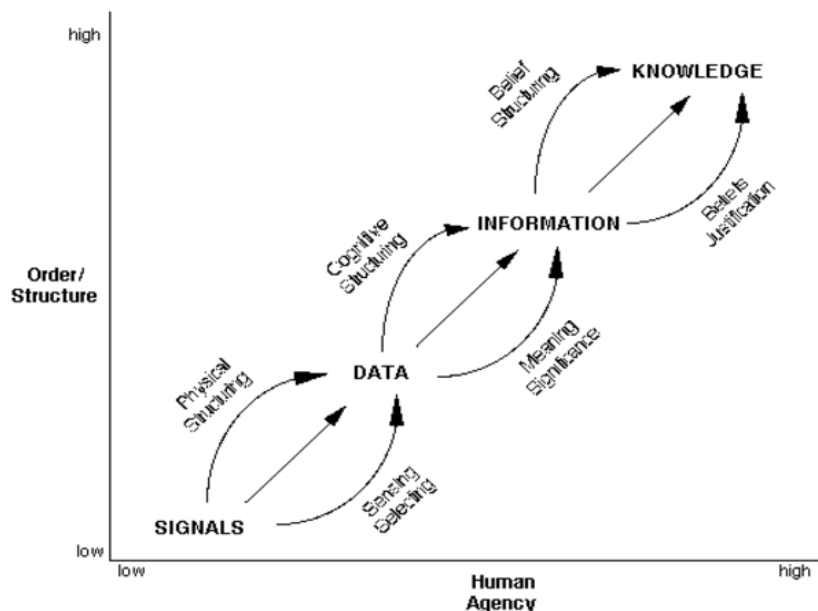 high
Belief
Structuring
KNOWLEDGE
Cognitive
Structuring
INFORMATION
Beliefs
Justification
Order/
Structure
Physical
Structuring
DATA
Meaning
Significance
SIGNALS
Sensing
Selecting
low
low
Human
Agency
high